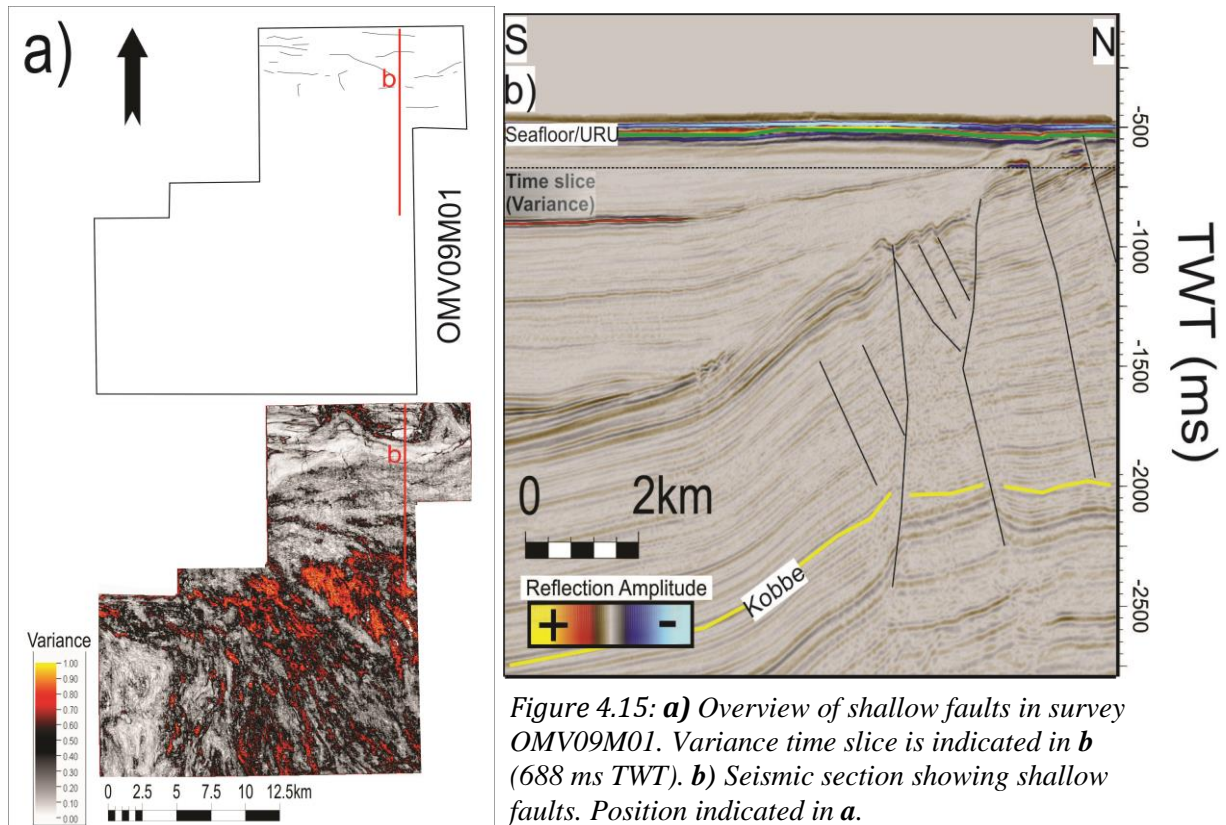 a)
b
OMV09M01
b
Variance
1.00
0.90
0.80
0.70
0.60
0.50
0.40
0.30
0.20
0.10
0.00
0 2.5 5 7.5 10 12.5km
S
N
b)
Seafloor/URU
Time slice
(Variance)
-500
-1000
-1500
-2000
-2500
TWT (ms)
0 2km
Reflection Amplitude
+ -
Kobbe
Figure 4.15: a) Overview of shallow faults in survey
OMV09M01. Variance time slice is indicated in b
(688 ms TWT). b) Seismic section showing shallow
faults. Position indicated in a.